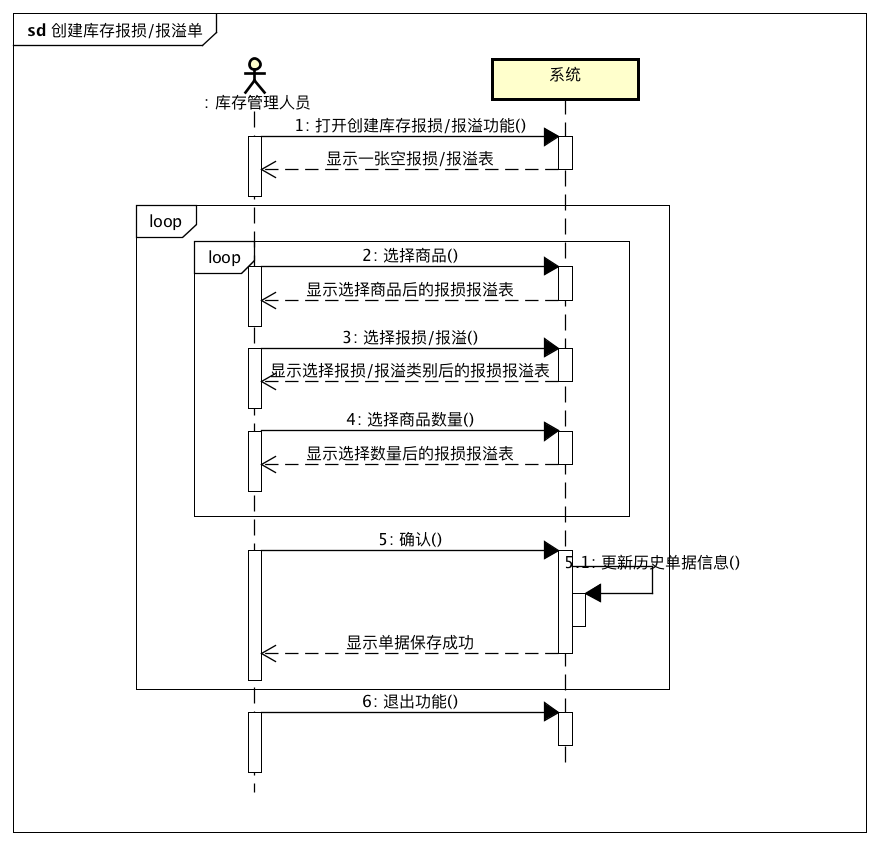 sd 创建库存报损/报溢单
系统
: 库存管理人员
1: 打开创建库存报损/报溢功能()
显示一张空报损/报溢表
loop
loop
2: 选择商品()
显示选择商品后的报损报溢表
3: 选择报损/报溢()
显示选择报损/报溢类别后的报损报溢表
4: 选择商品数量()
显示选择数量后的报损报溢表
5: 确认()
5.1: 更新历史单据信息()
显示单据保存成功
6: 退出功能()